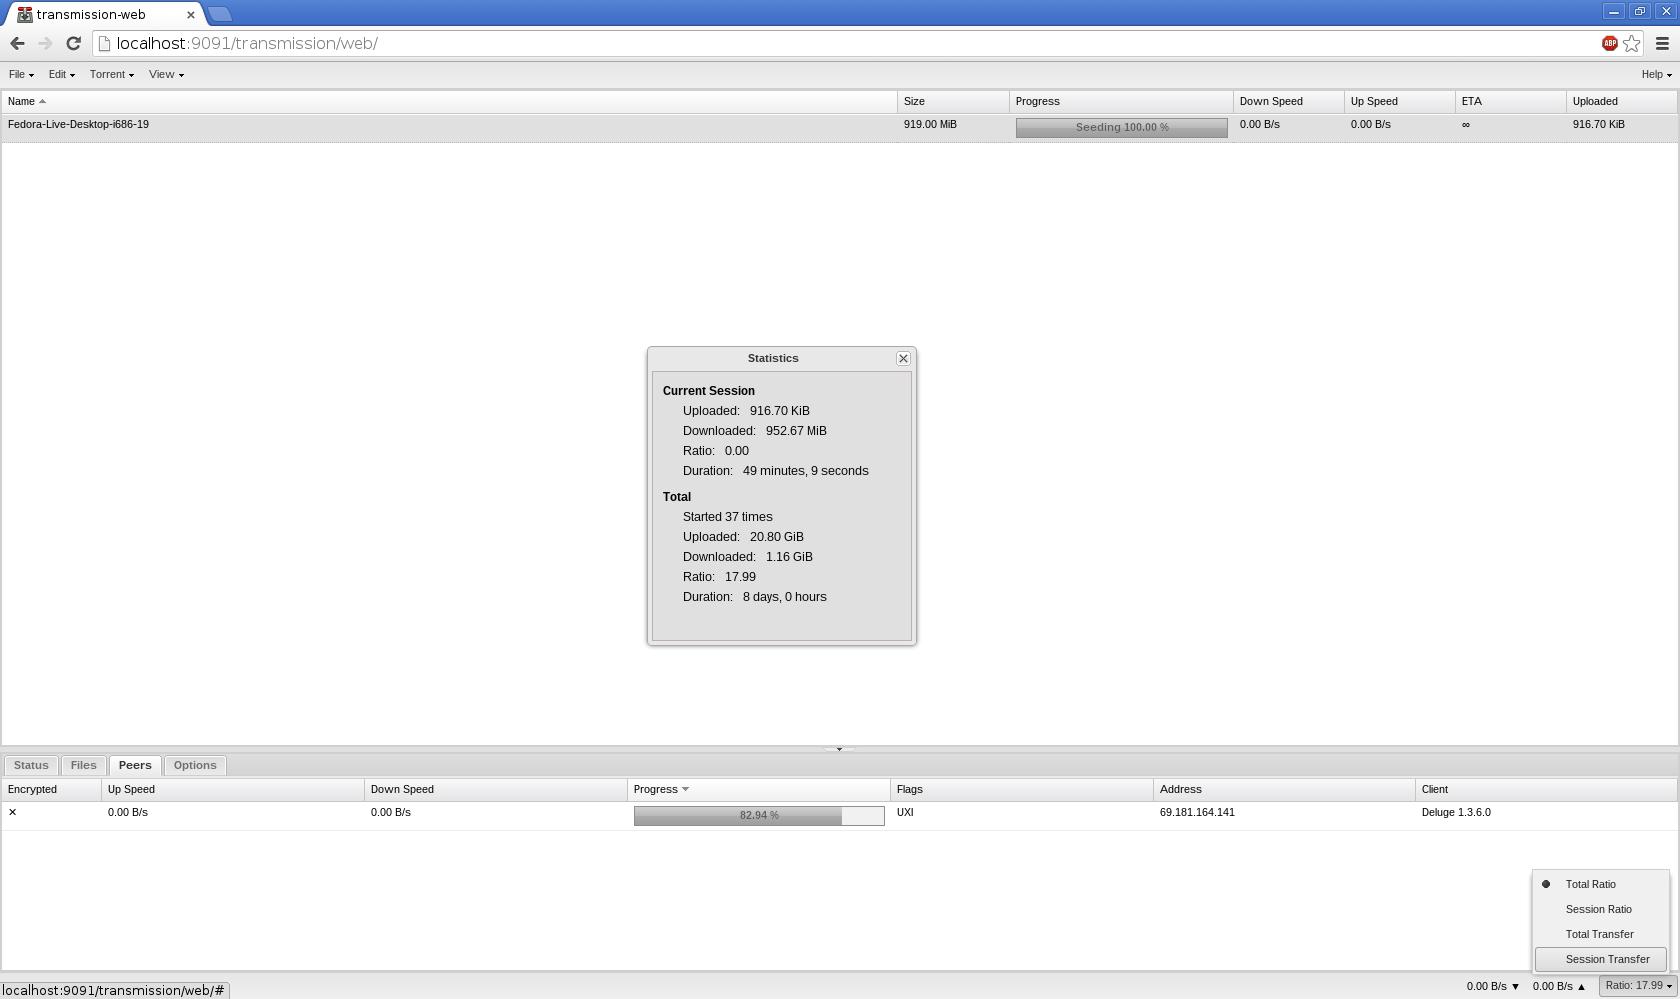 transmission-web
localhost:9091/transmission/web/
ABP
File Edit Torrent View Help
Name Size Progress Down Speed Up Speed ETA Uploaded
Fedora-Live-Desktop-i686-19 919.00 MiB Seeding 100.00 % 0.00 B/s 0.00 B/s ∞ 916.70 KiB
Statistics
Current Session
Uploaded: 916.70 KiB
Downloaded: 952.67 MiB
Ratio: 0.00
Duration: 49 minutes, 9 seconds
Total
Started 37 times
Uploaded: 20.80 GiB
Downloaded: 1.16 GiB
Ratio: 17.99
Duration: 8 days, 0 hours
Status Files Peers Options
Encrypted Up Speed Down Speed Progress Flags Address Client
✕ 0.00 B/s 0.00 B/s 82.94 % UXI 69.181.164.141 Deluge 1.3.6.0
Total Ratio
Session Ratio
Total Transfer
Session Transfer
localhost:9091/transmission/web/# 0.00 B/s ▼ 0.00 B/s ▲ Ratio: 17.99